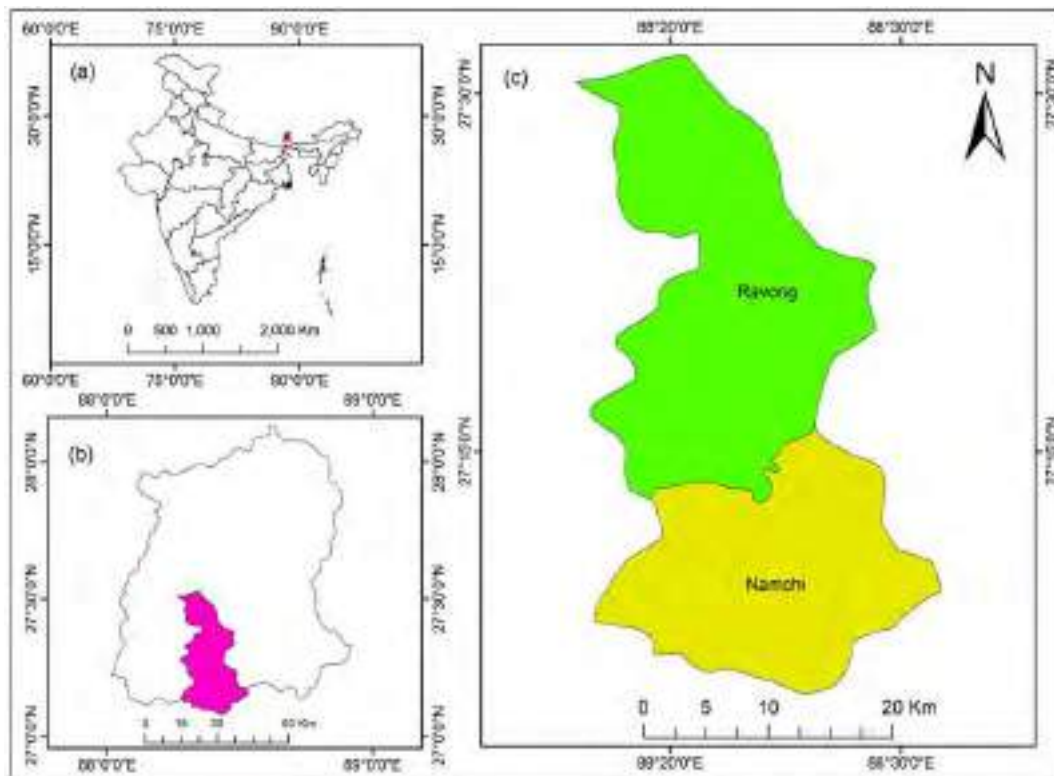 60°0'0"E 75°0'0"E 90°0'0"E
(a)
30°0'0"N 30°0'0"N
15°0'0"N 15°0'0"N
0 500 1,000 2,000 Km
60°0'0"E 75°0'0"E 90°0'0"E
88°0'0"E 89°0'0"E
(b)
28°0'0"N 28°0'0"N
27°30'0"N 27°30'0"N
27°0'0"N 27°0'0"N
88°0'0"E 89°0'0"E
88°20'0"E 88°30'0"E
(c)
N
27°30'0"N
Ravong
27°15'0"N 27°15'0"N
Namchi
0 5 10 20 Km
88°20'0"E 88°30'0"E